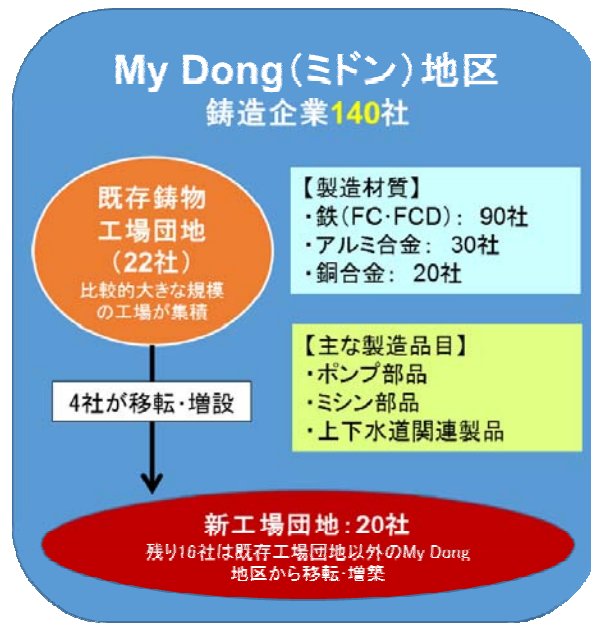 My Dong（ミドン）地区
鋳造企業140社
既存鋳物
工場団地
（22社）
比較的大きな規模
の工場が集積
【製造材質】
・鉄（FC・FCD）： 90社
・アルミ合金： 30社
・銅合金： 20社
【主な製造品目】
・ポンプ部品
・ミシン部品
・上下水道関連製品
4社が移転・増設
新工場団地：20社
残り16社は既存工場団地以外のMy Dong
地区から移転・増築